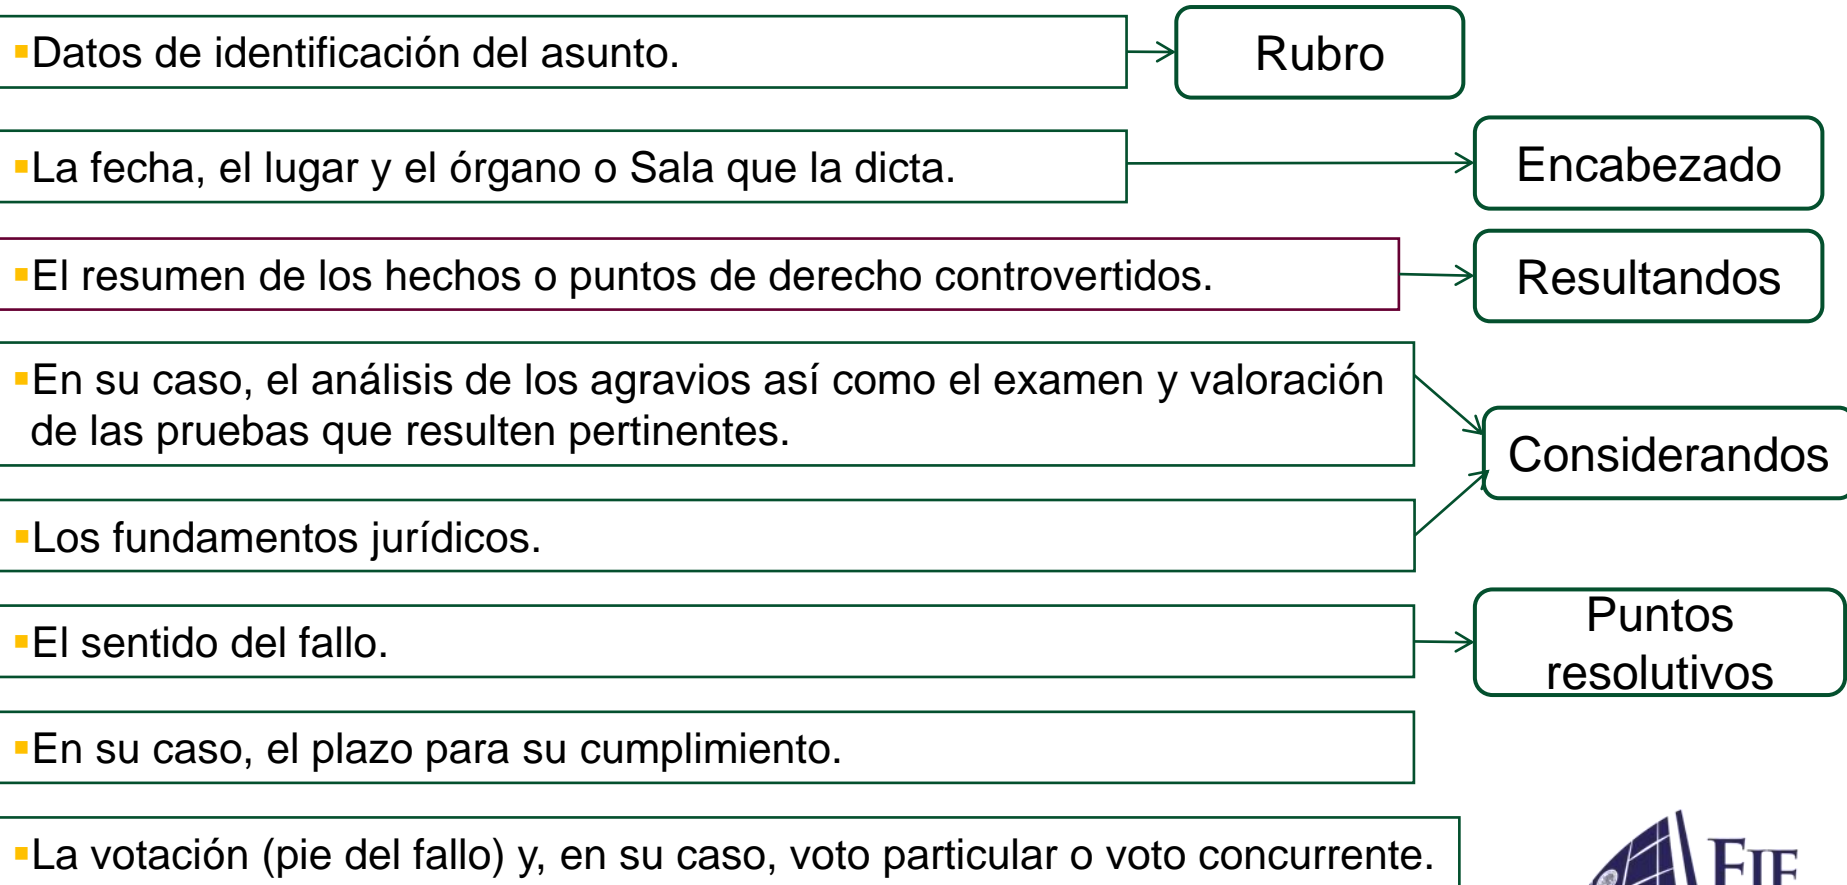 ▪Datos de identificación del asunto.
Rubro
▪La fecha, el lugar y el órgano o Sala que la dicta.
Encabezado
▪El resumen de los hechos o puntos de derecho controvertidos.
Resultandos
▪En su caso, el análisis de los agravios así como el examen y valoración
de las pruebas que resulten pertinentes.
Considerandos
▪Los fundamentos jurídicos.
▪El sentido del fallo.
Puntos
resolutivos
▪En su caso, el plazo para su cumplimiento.
▪La votación (pie del fallo) y, en su caso, voto particular o voto concurrente.